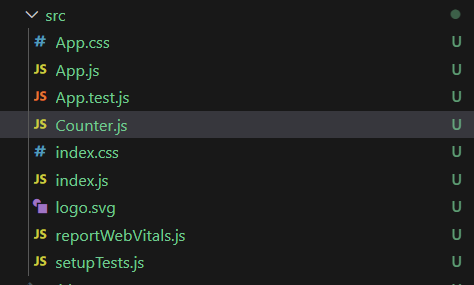 src
# App.css U
JS App.js U
JS App.test.js U
JS Counter.js U
# index.css U
JS index.js U
logo.svg U
JS reportWebVitals.js U
JS setupTests.js U